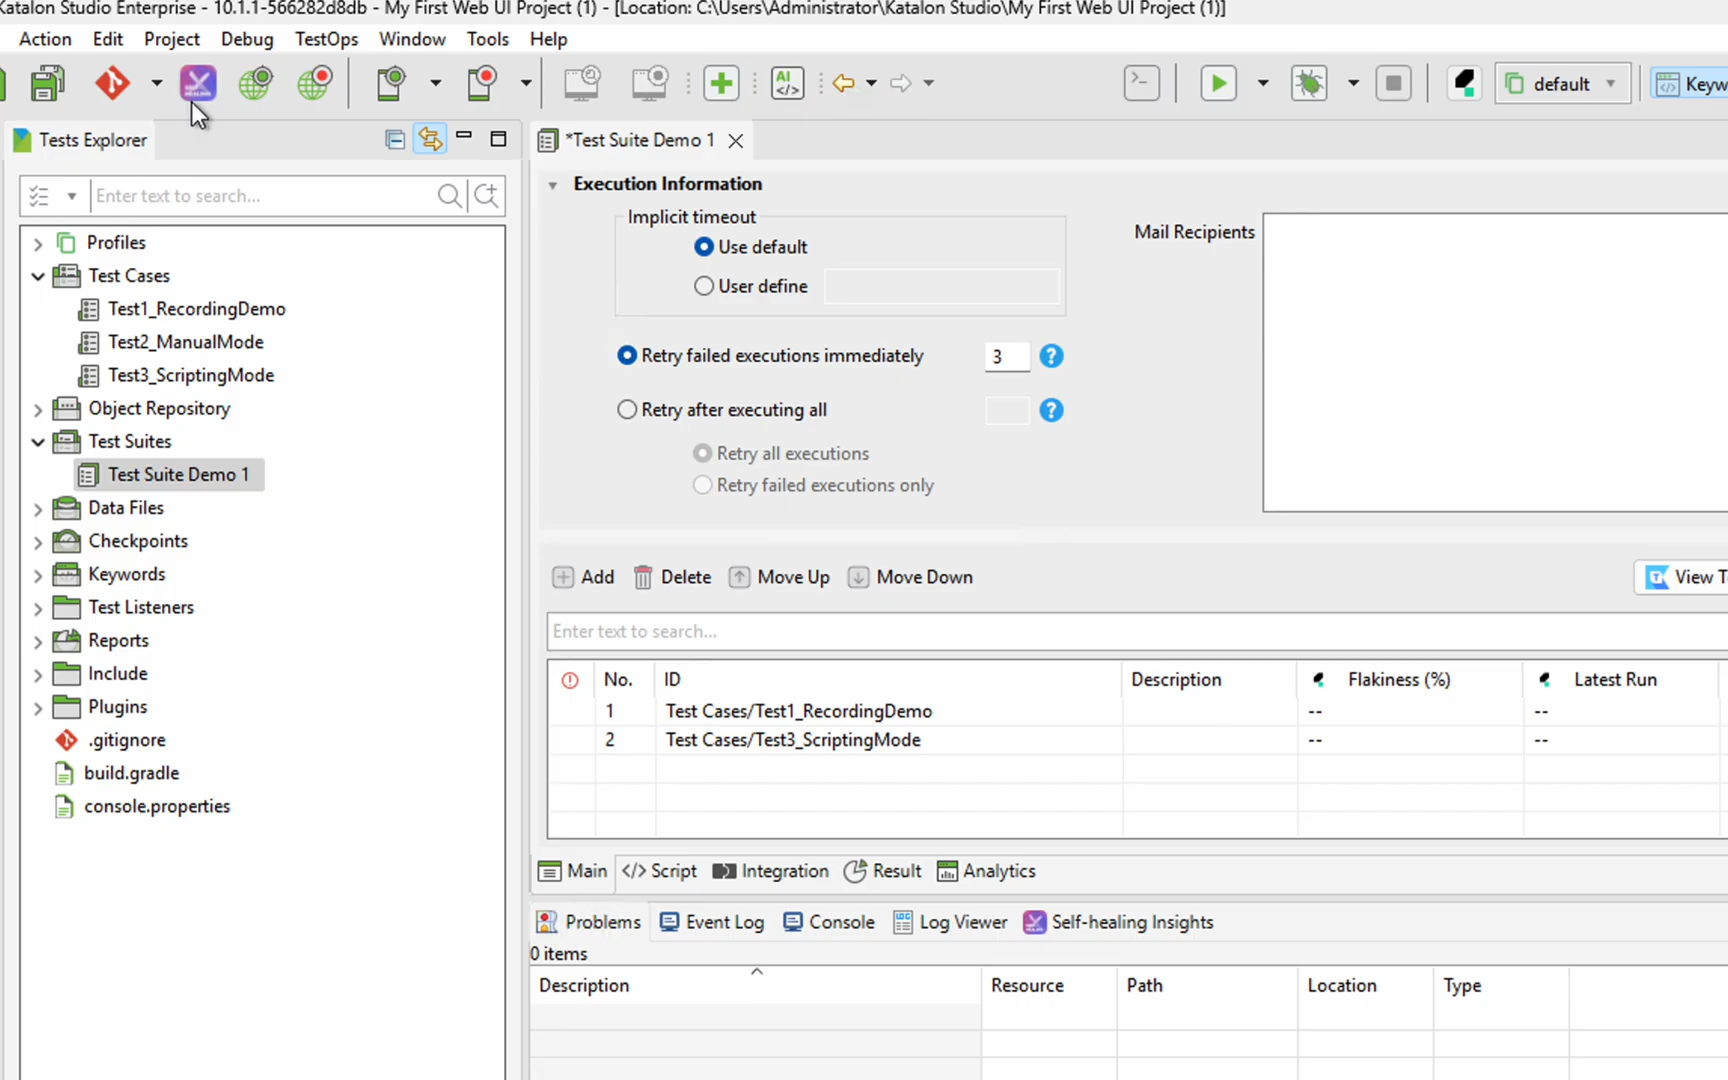 Katalon Studio Enterprise - 10.1.1-566282d8db - My First Web UI Project (1) - [Location: C:\Users\Administrator\Katalon Studio\My First Web UI Project (1)]
Action Edit Project Debug TestOps Window Tools Help
default Keyw
Tests Explorer
*Test Suite Demo 1
Enter text to search...
Profiles
Test Cases
Test1_RecordingDemo
Test2_ManualMode
Test3_ScriptingMode
Object Repository
Test Suites
Test Suite Demo 1
Data Files
Checkpoints
Keywords
Test Listeners
Reports
Include
Plugins
.gitignore
build.gradle
console.properties
Execution Information
Implicit timeout
Use default
User define
Mail Recipients
Retry failed executions immediately 3
Retry after executing all
Retry all executions
Retry failed executions only
Add Delete Move Up Move Down View T
Enter text to search...
No. ID Description Flakiness (%) Latest Run
1 Test Cases/Test1_RecordingDemo -- --
2 Test Cases/Test3_ScriptingMode -- --
Main Script Integration Result Analytics
Problems Event Log Console Log Viewer Self-healing Insights
0 items
Description Resource Path Location Type